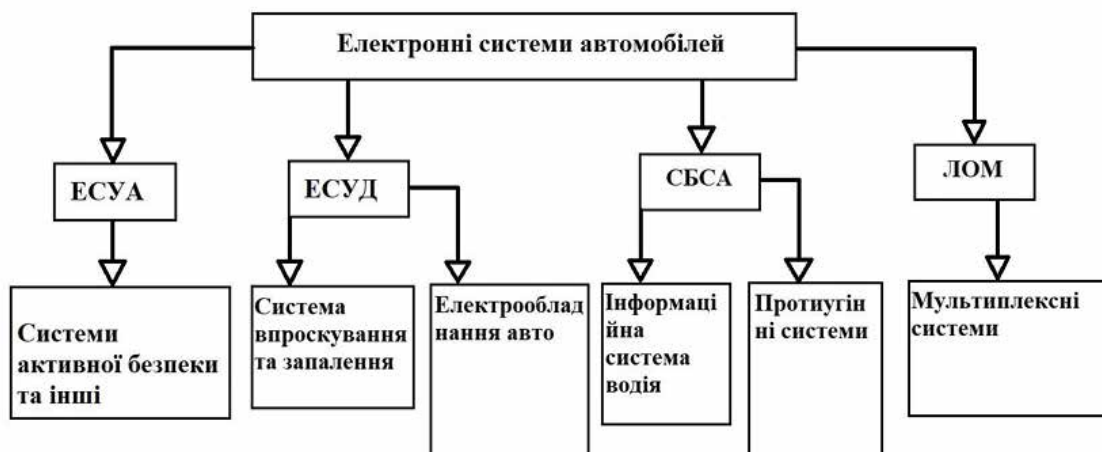 Електронні системи автомобілей
ЕСУА
ЕСУД
СБСА
ЛОМ
Системи
активної безпеки
та інші
Система
впроскування
та запалення
Електрооблад
нання авто
Інформаці
йна
система
водія
Протиугін
ні системи
Мультиплексні
системи